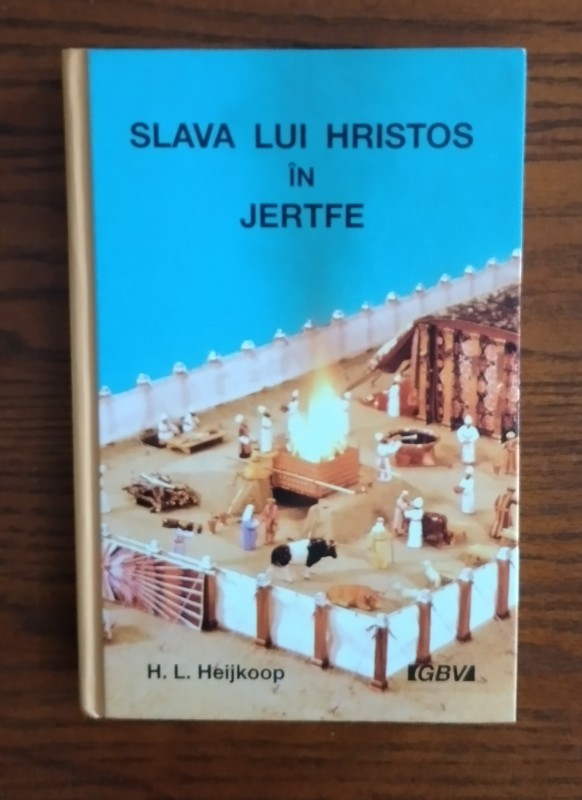 SLAVA LUI HRISTOS
ÎN
JERTFE
H. L. Heijkoop
GBV